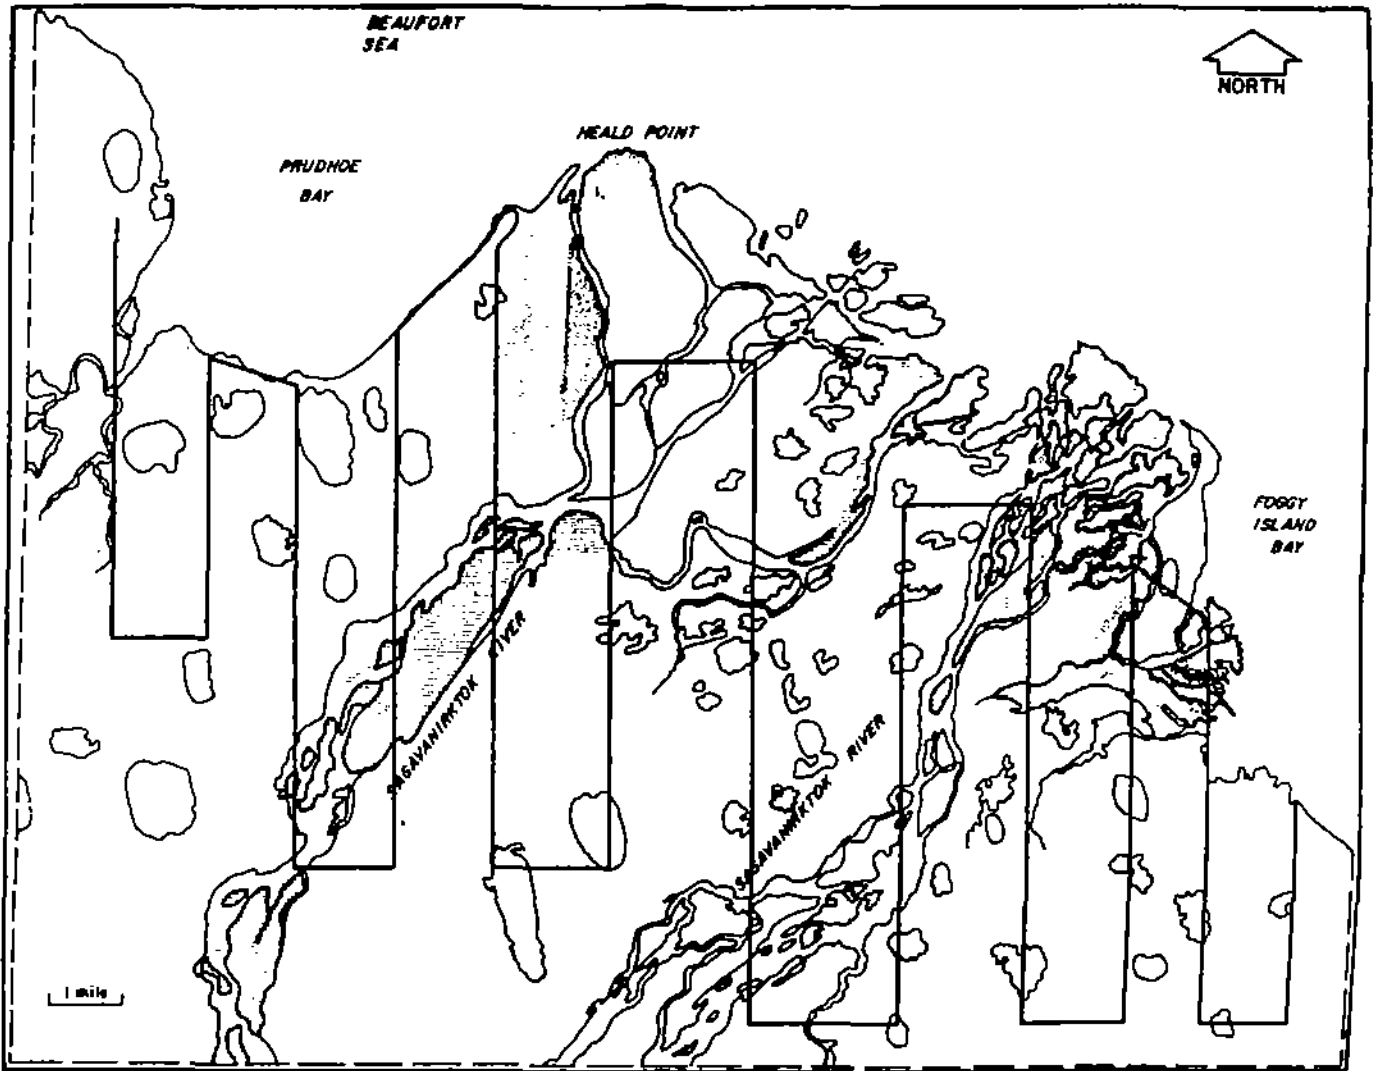 BEAUFORT
SEA
NORTH
HEALD POINT
PRUDHOE
BAY
FOGGY
ISLAND
BAY
SAGAVANIRKTOK RIVER
SAGAVANIRKTOK RIVER
1 mile